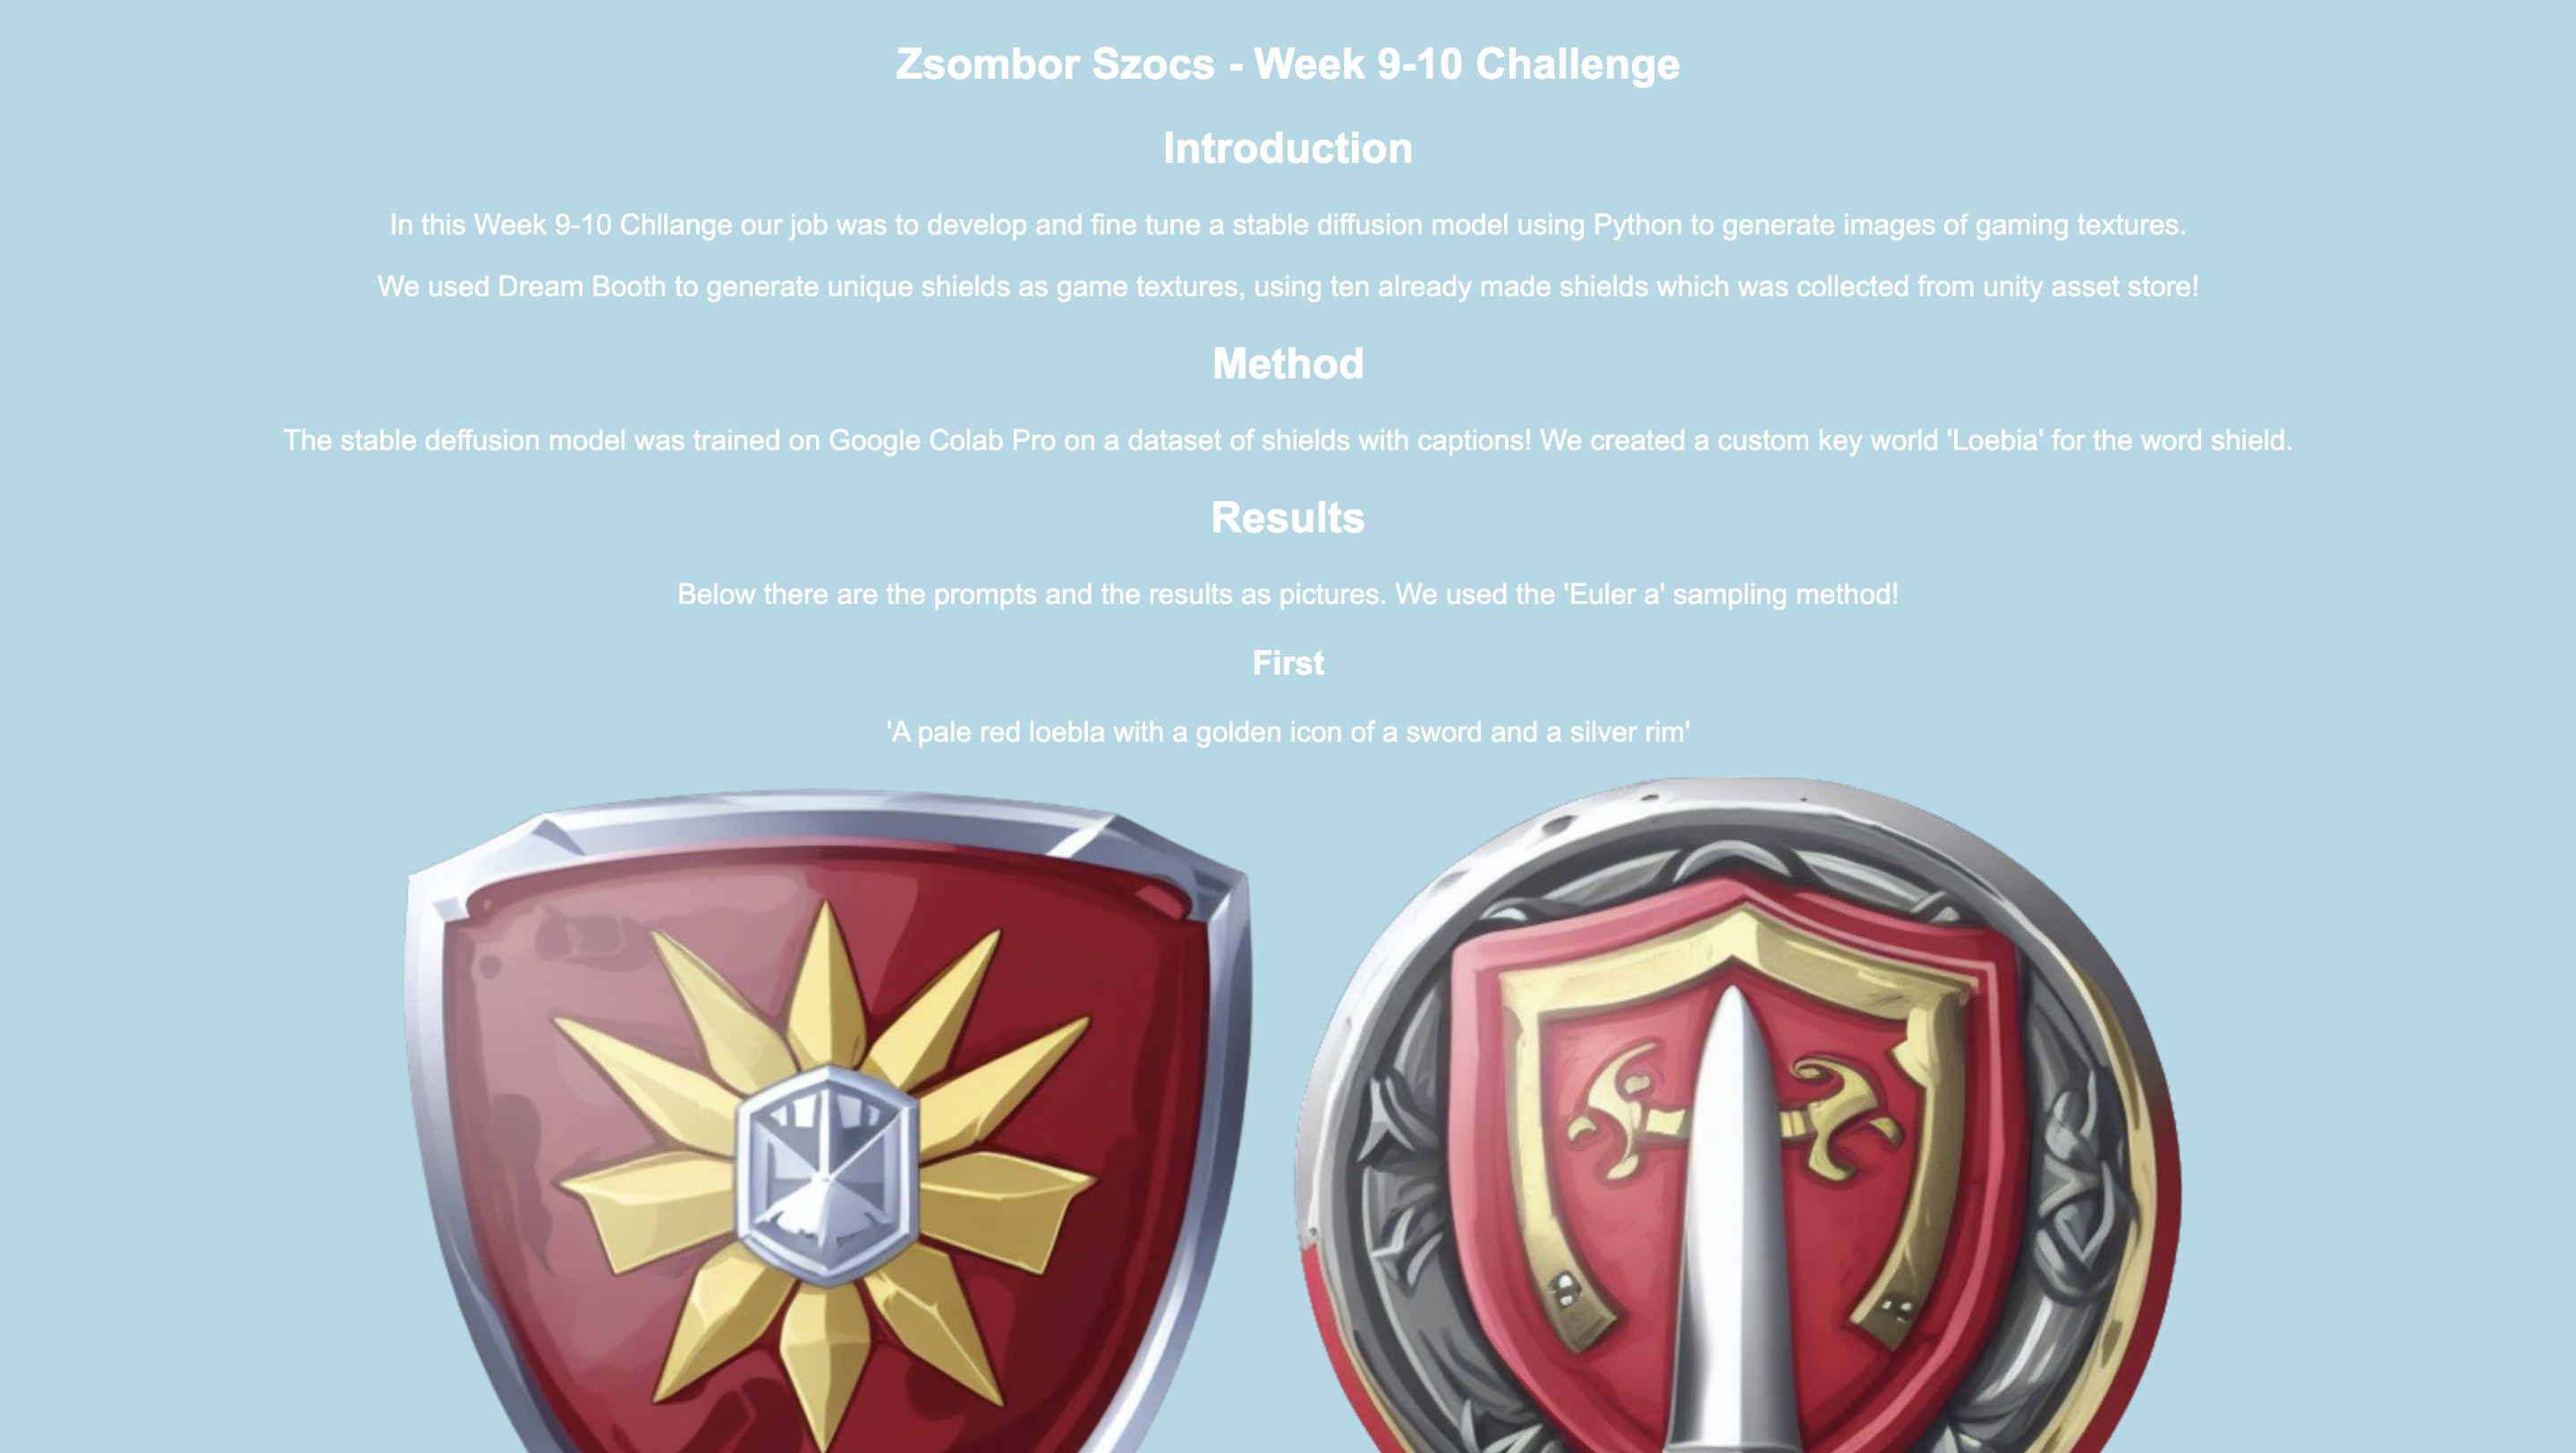 Zsombor Szocs - Week 9-10 Challenge
Introduction
In this Week 9-10 Chllange our job was to develop and fine tune a stable diffusion model using Python to generate images of gaming textures.
We used Dream Booth to generate unique shields as game textures, using ten already made shields which was collected from unity asset store!
Method
The stable deffusion model was trained on Google Colab Pro on a dataset of shields with captions! We created a custom key world 'Loebia' for the word shield.
Results
Below there are the prompts and the results as pictures. We used the 'Euler a' sampling method!
First
'A pale red loebla with a golden icon of a sword and a silver rim'